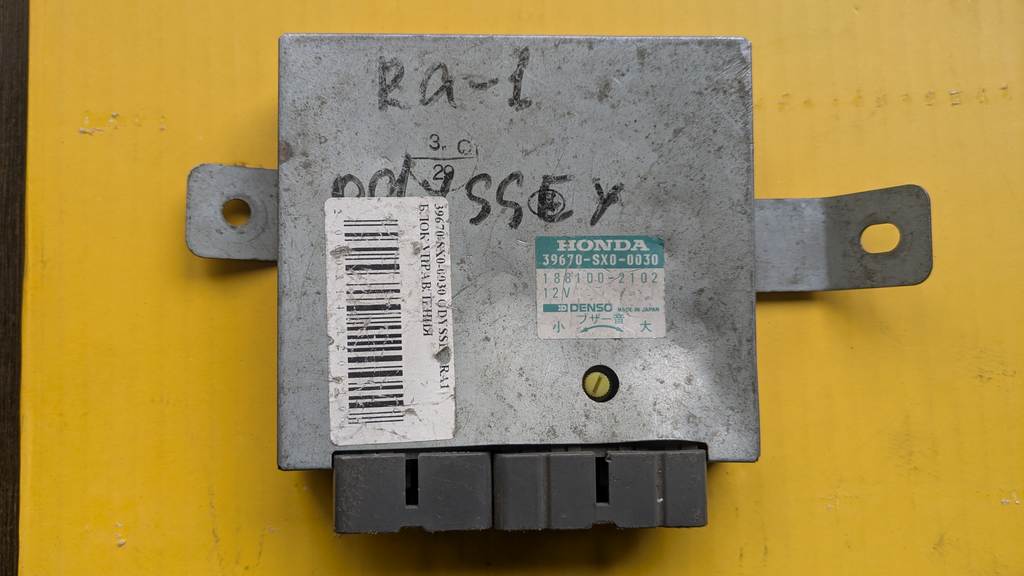 Ra-1
3. C
29
ODYSSEY
HONDA
39670-SX0-0030
188100-2102
12V
DENSO MADE IN JAPAN
小 ブザー音 大
39670-SX0-0030 ODYSSEY RA1
БЛОК УПРАВЛЕНИЯ